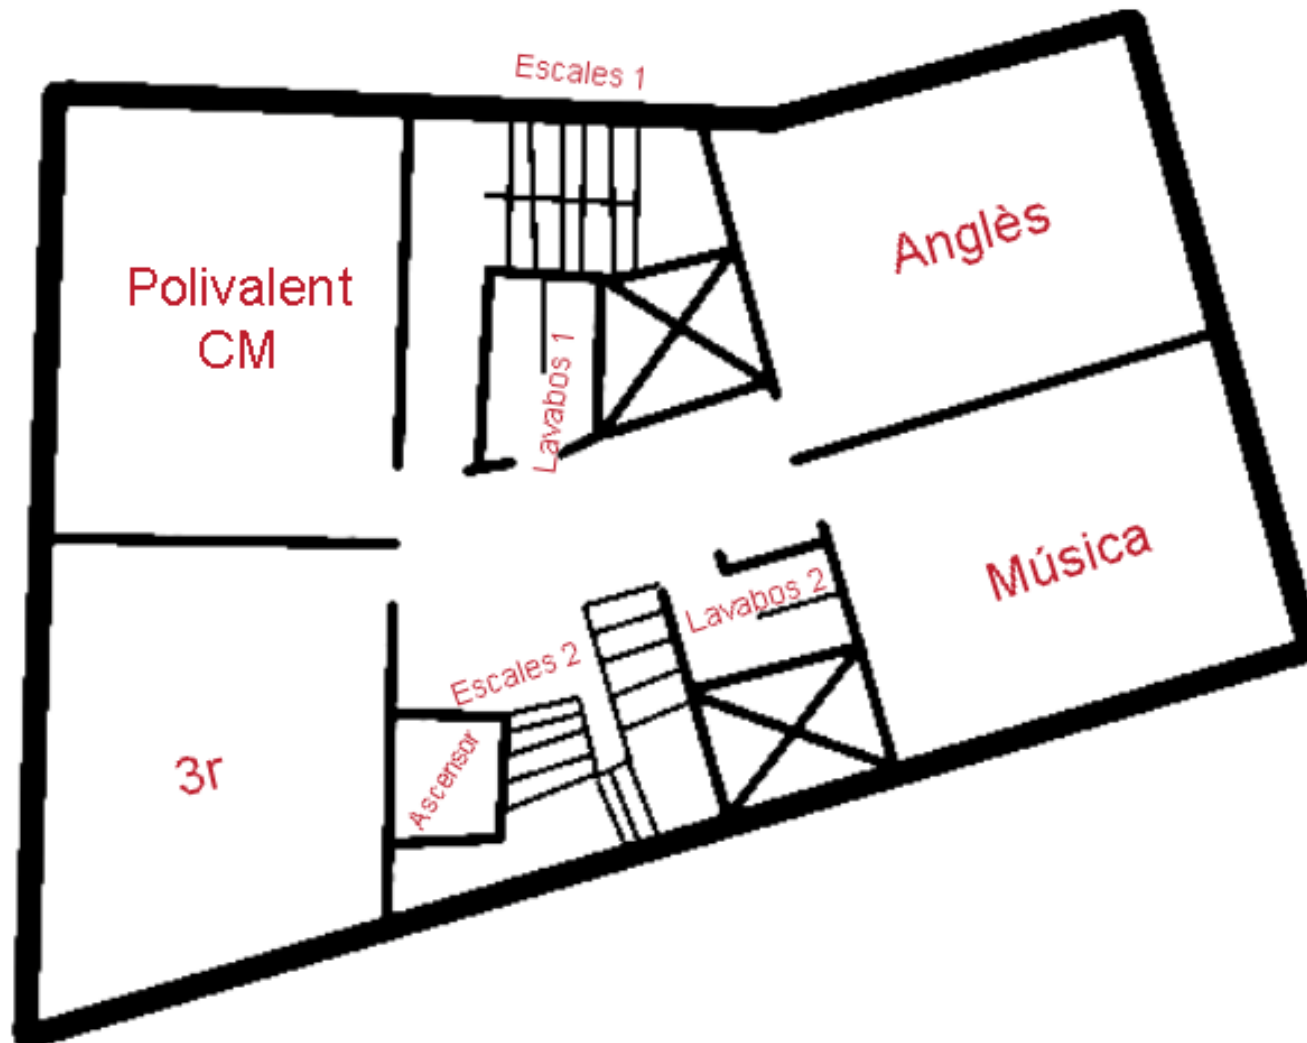 Escales 1
Anglès
Polivalent
CM
Lavabos 1
Música
Lavabos 2
Escales 2
Ascensor
3r